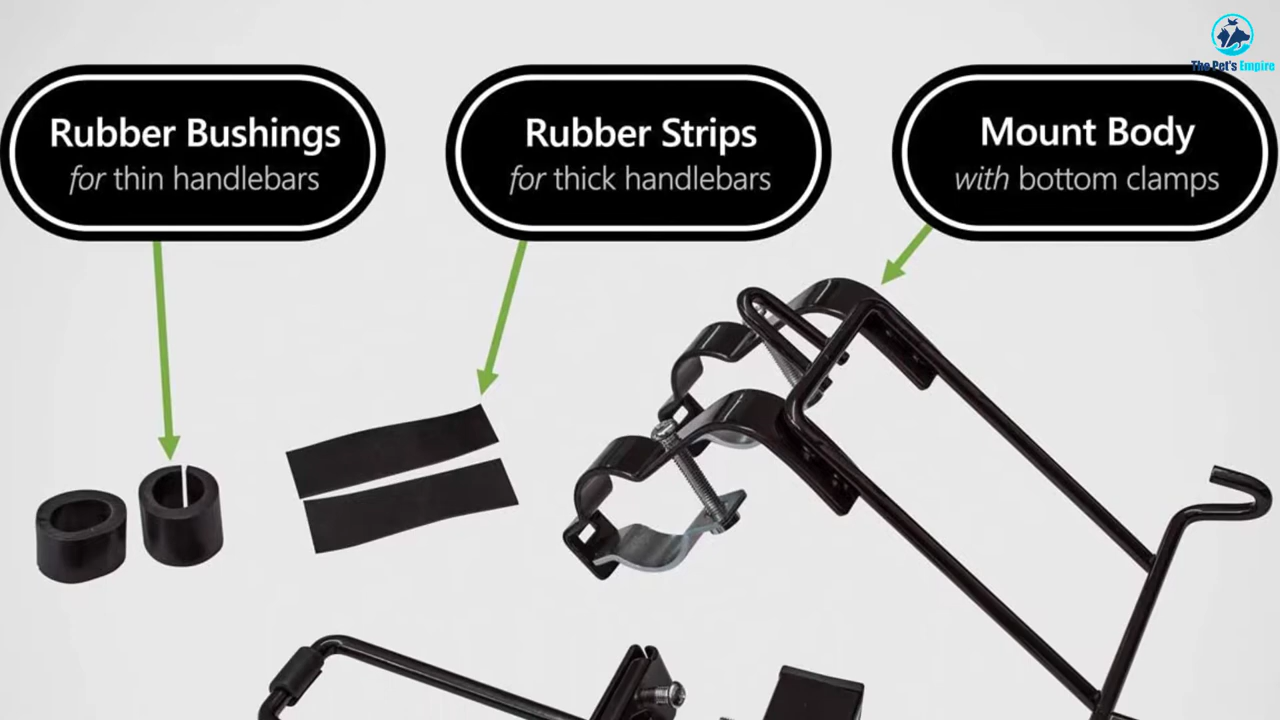 The Pet's Empire
Rubber Bushings
for thin handlebars
Rubber Strips
for thick handlebars
Mount Body
with bottom clamps